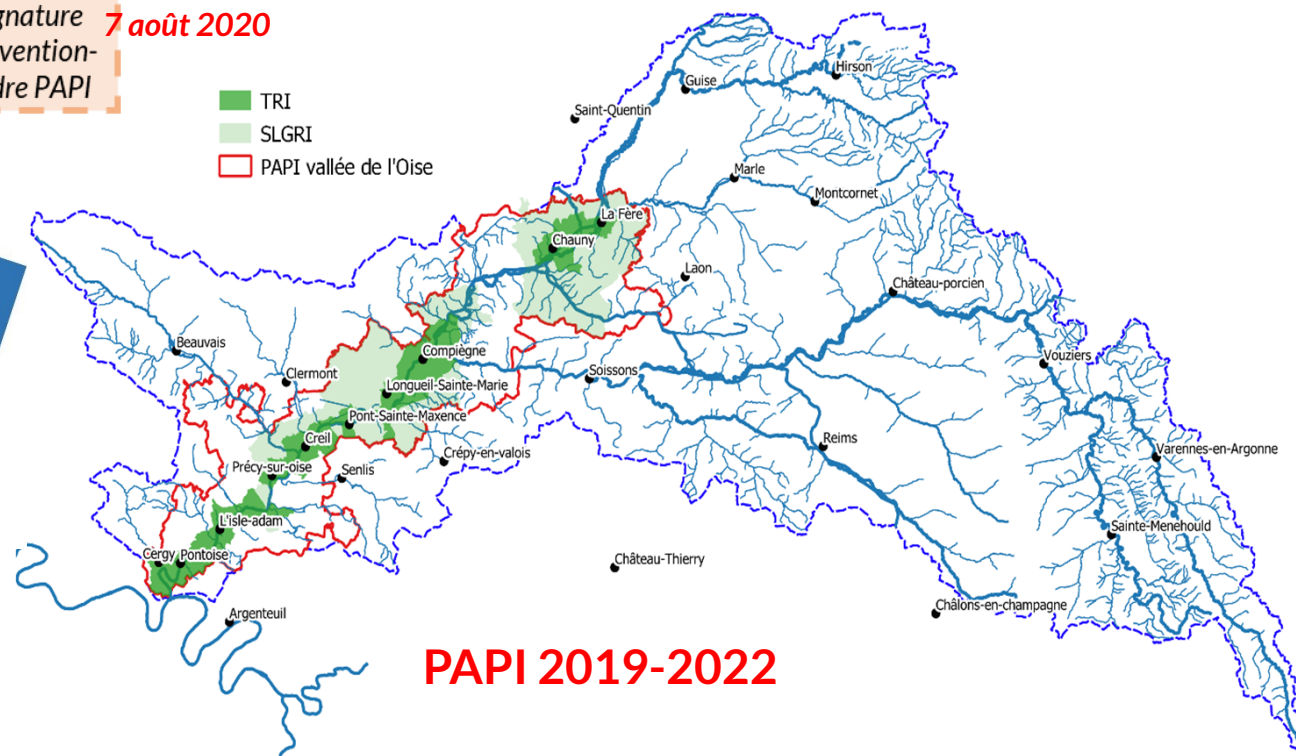 gnature
vention-
dre PAPI
7 août 2020
TRI
SLGRI
PAPI vallée de l'Oise
Hirson
Guise
Saint-Quentin
Marle
Montcornet
La Fère
Chauny
Laon
Château-porcien
Beauvais
Compiègne
Vouziers
Clermont
Soissons
Longueil-Sainte-Marie
Pont-Sainte-Maxence
Creil
Reims
Crépy-en-valois
Varennes-en-Argonne
Précy-sur-oise
Senlis
L'isle-adam
Sainte-Menehould
Cergy
Pontoise
Château-Thierry
Argenteuil
Châlons-en-champagne
PAPI 2019-2022